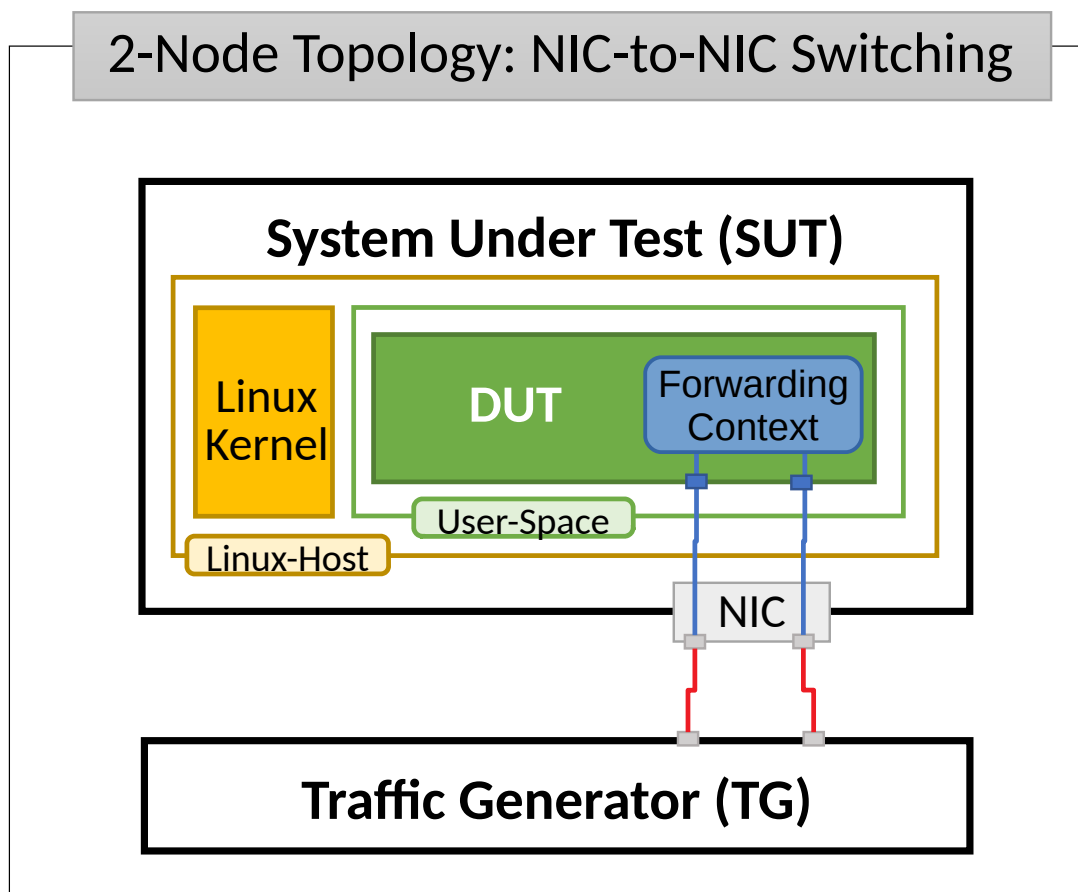 2-Node Topology: NIC-to-NIC Switching
System Under Test (SUT)
Linux
Kernel
DUT
Forwarding
Context
User-Space
Linux-Host
NIC
Traffic Generator (TG)